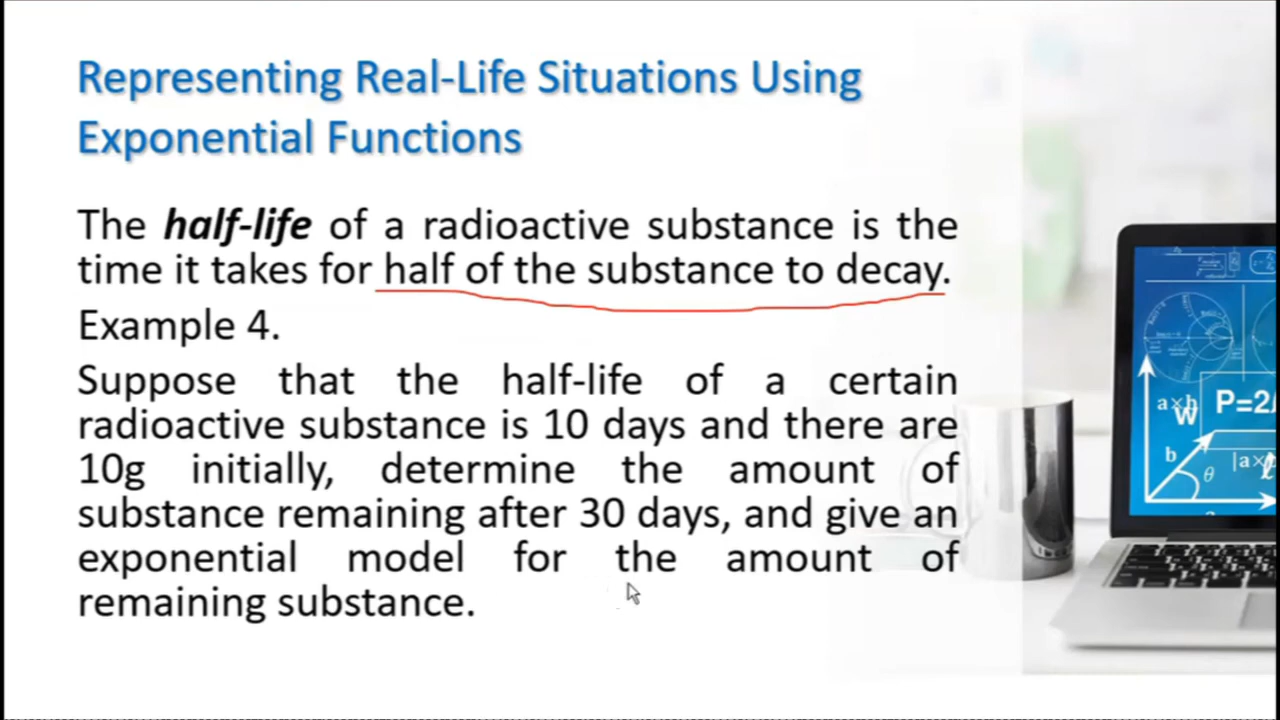 Representing Real-Life Situations Using
Exponential Functions
The half-life of a radioactive substance is the
time it takes for half of the substance to decay.
Example 4.
Suppose that the half-life of a certain
radioactive substance is 10 days and there are
10g initially, determine the amount of
substance remaining after 30 days, and give an
exponential model for the amount of
remaining substance.
a×b
W
P=2
b
θ
|a×